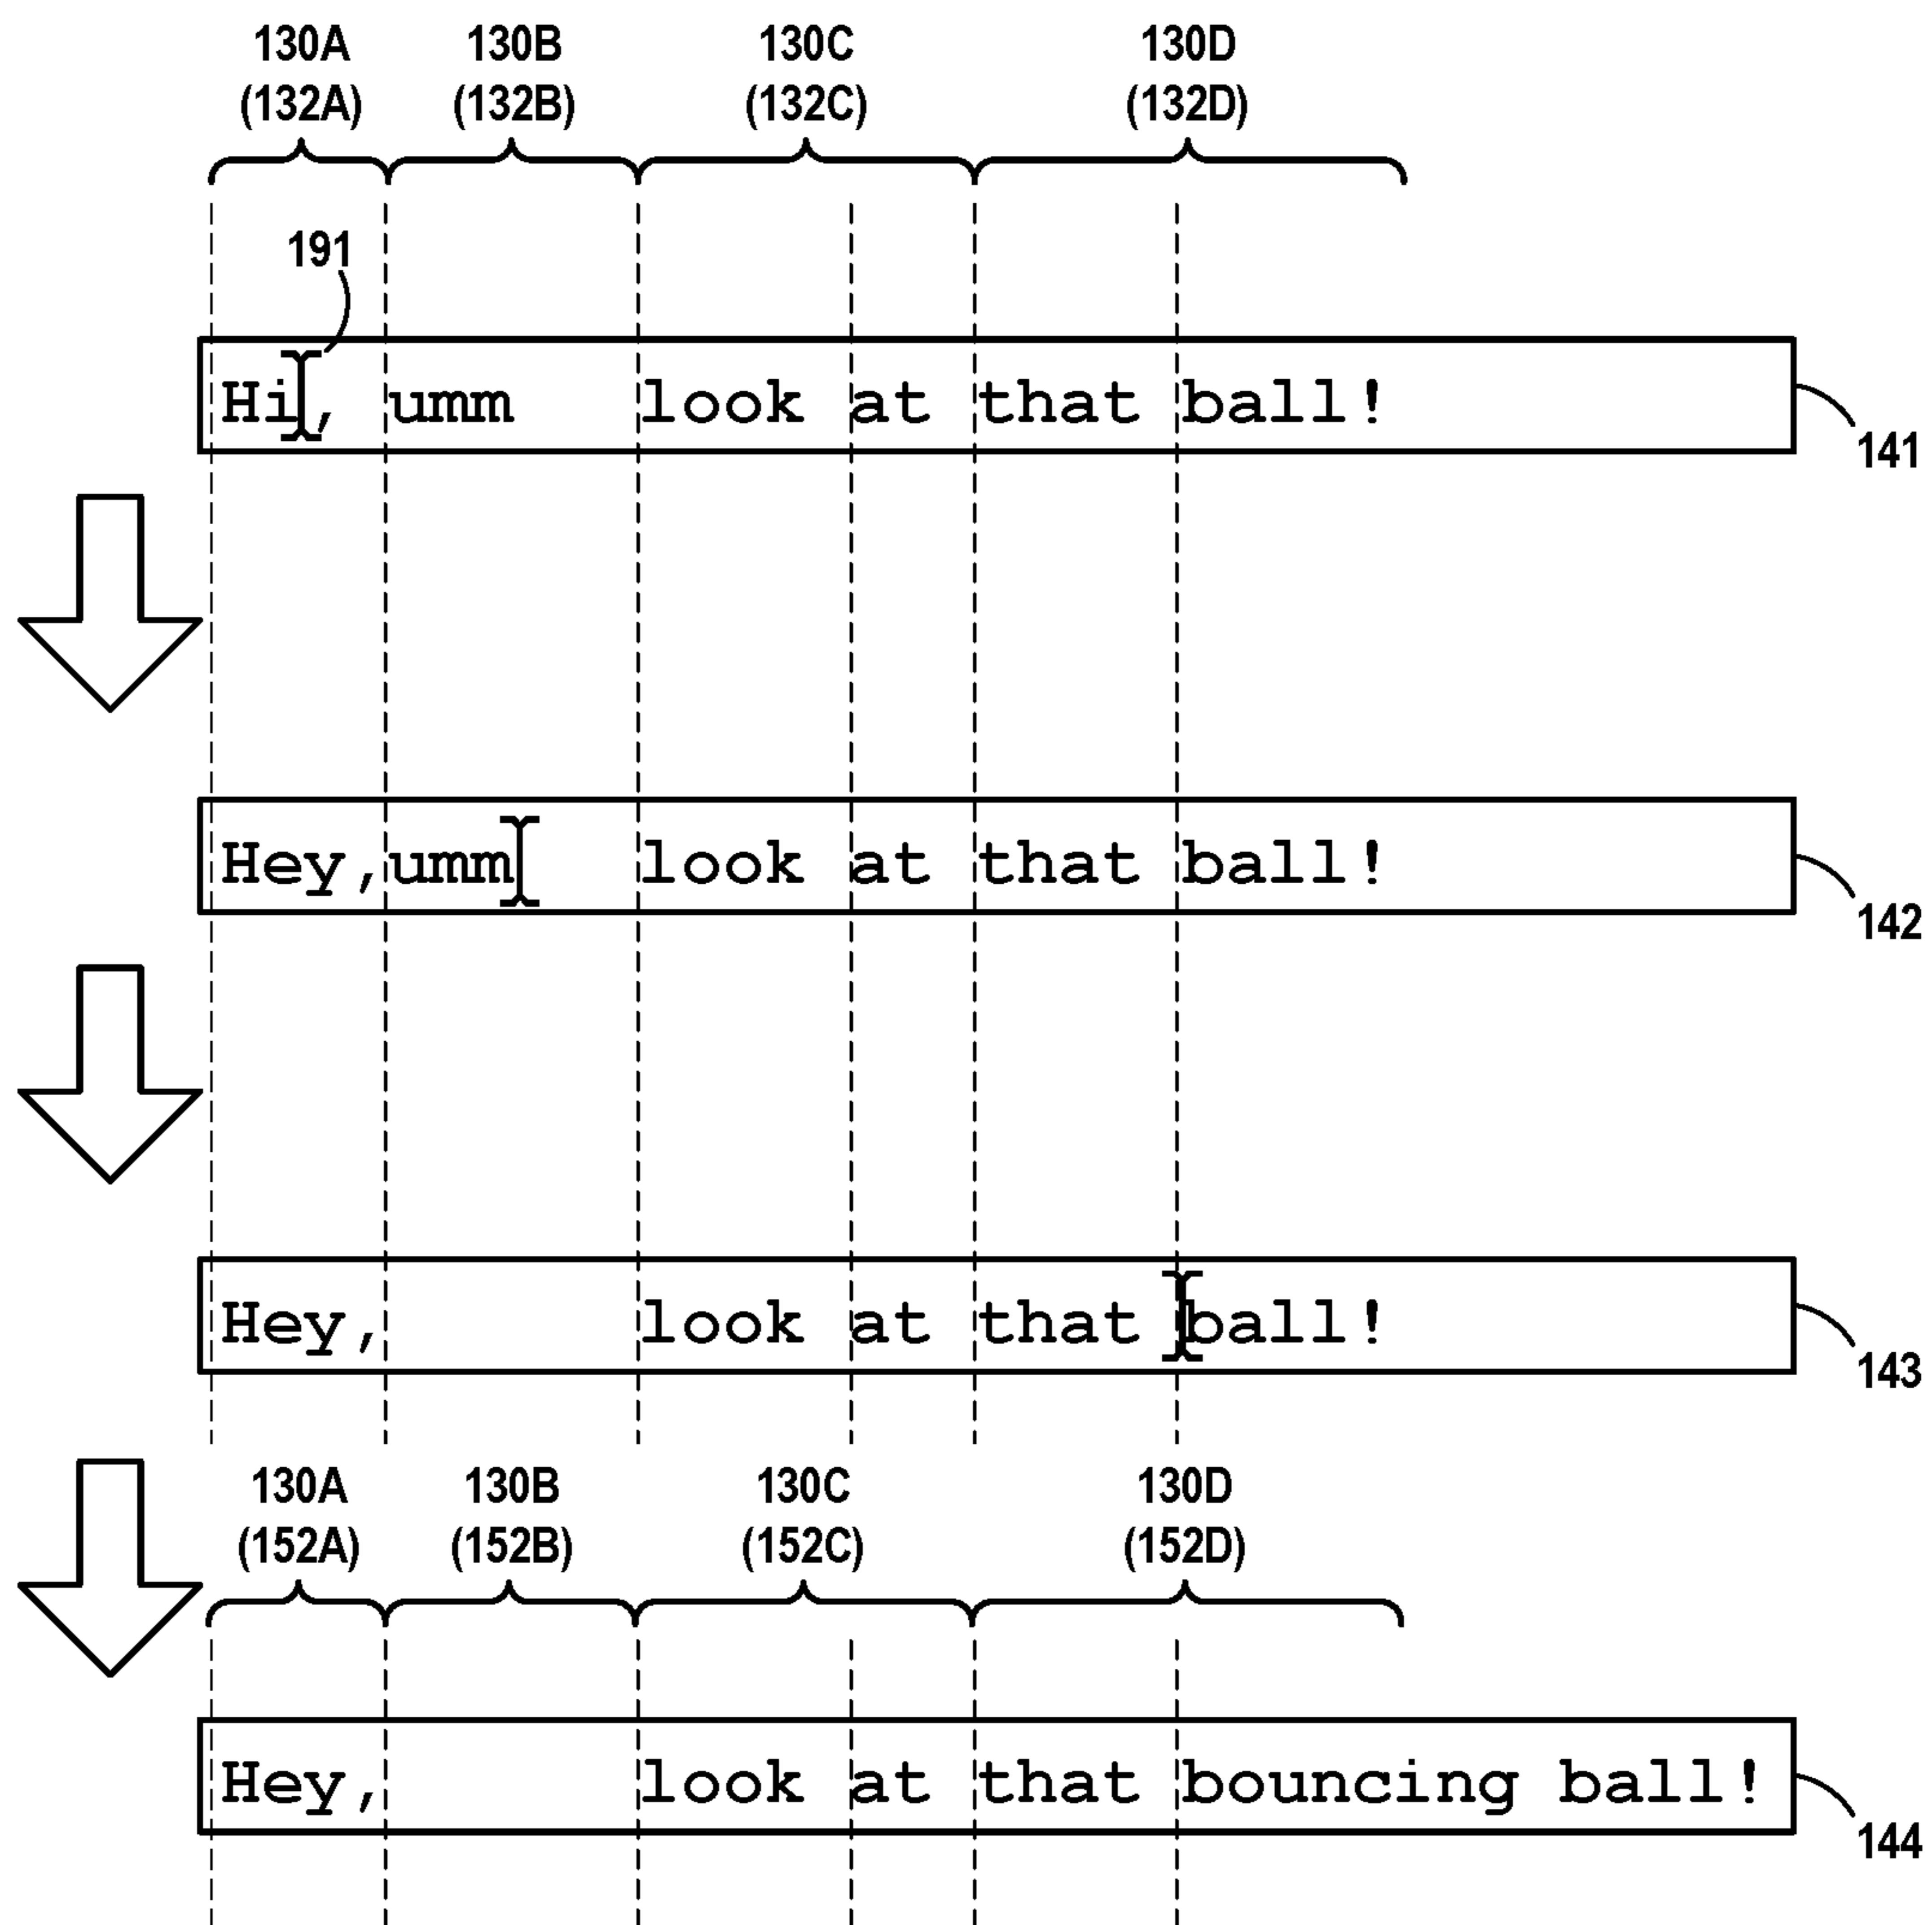 130A 130B 130C 130D
(132A) (132B) (132C) (132D)
191
Hi, umm look at that ball!
141
Hey, umm look at that ball!
142
Hey, look at that ball!
143
130A 130B 130C 130D
(152A) (152B) (152C) (152D)
Hey, look at that bouncing ball!
144